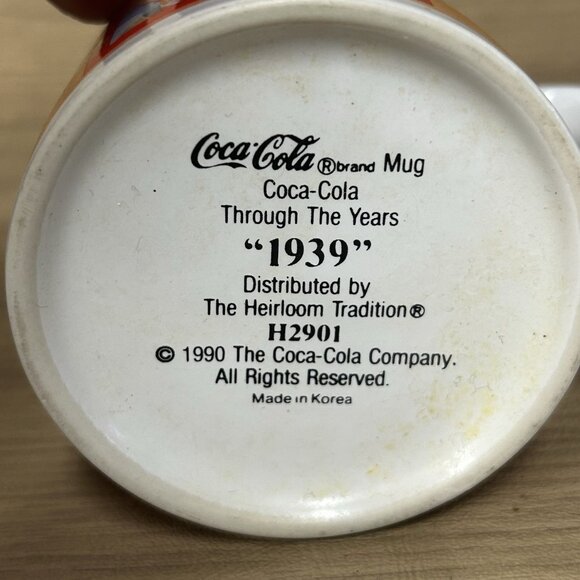 Coca-Cola ®brand Mug
Coca-Cola
Through The Years
“1939”
Distributed by
The Heirloom Tradition®
H2901
© 1990 The Coca-Cola Company.
All Rights Reserved.
Made in Korea